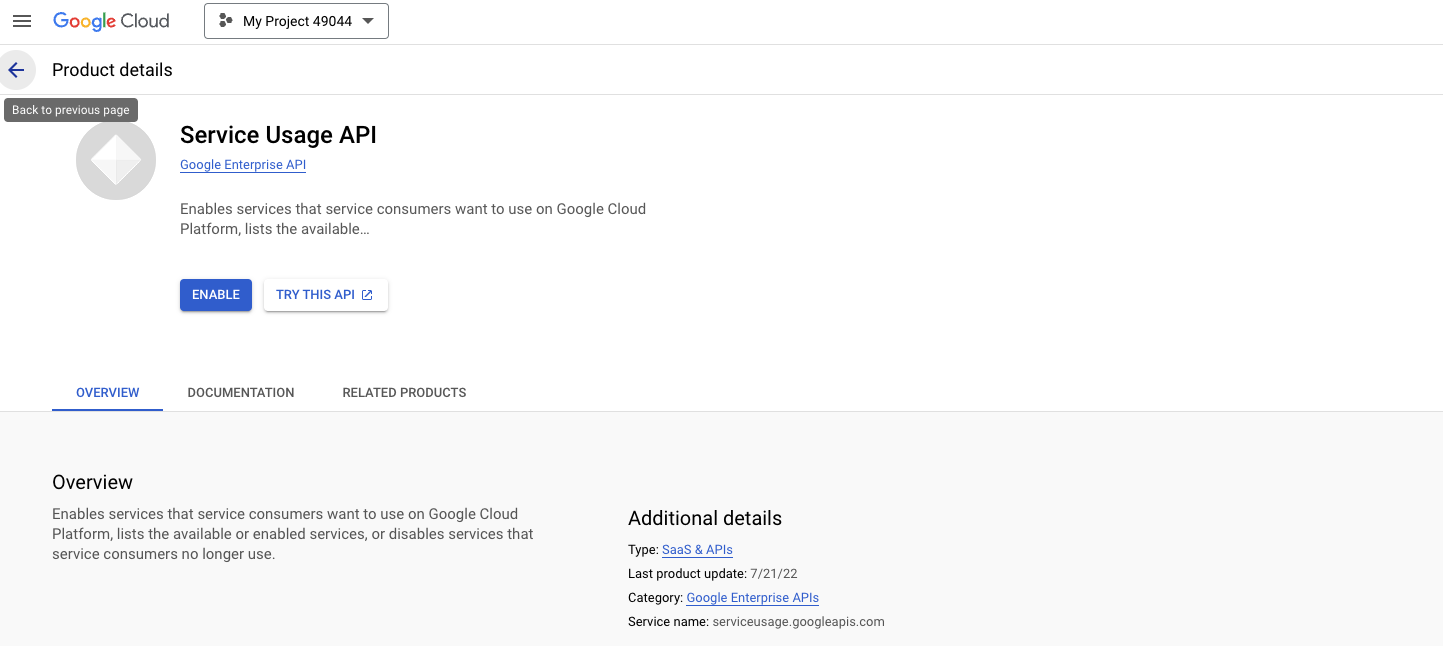 Google Cloud
My Project 49044
Product details
Back to previous page
Service Usage API
Google Enterprise API
Enables services that service consumers want to use on Google Cloud
Platform, lists the available…
ENABLE
TRY THIS API
OVERVIEW
DOCUMENTATION
RELATED PRODUCTS
Overview
Enables services that service consumers want to use on Google Cloud
Platform, lists the available or enabled services, or disables services that
service consumers no longer use.
Additional details
Type: SaaS & APIs
Last product update: 7/21/22
Category: Google Enterprise APIs
Service name: serviceusage.googleapis.com